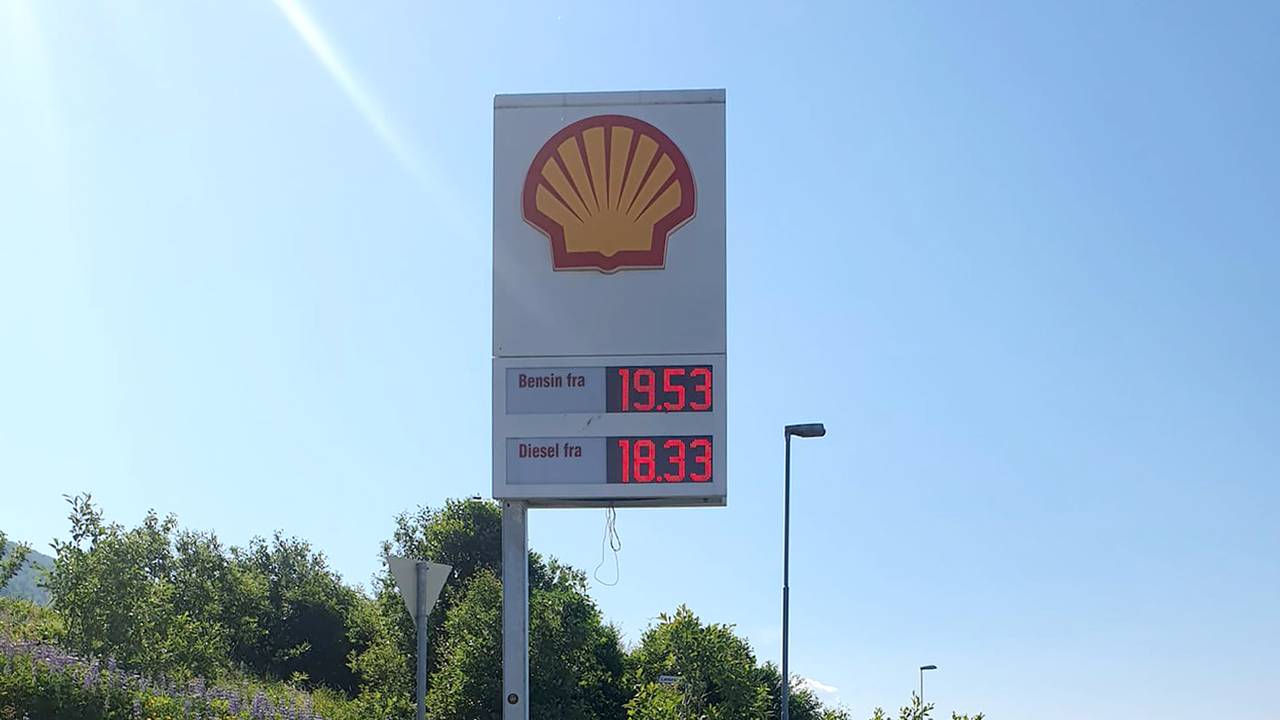 Bensin fra 19.53
Diesel fra 18.33